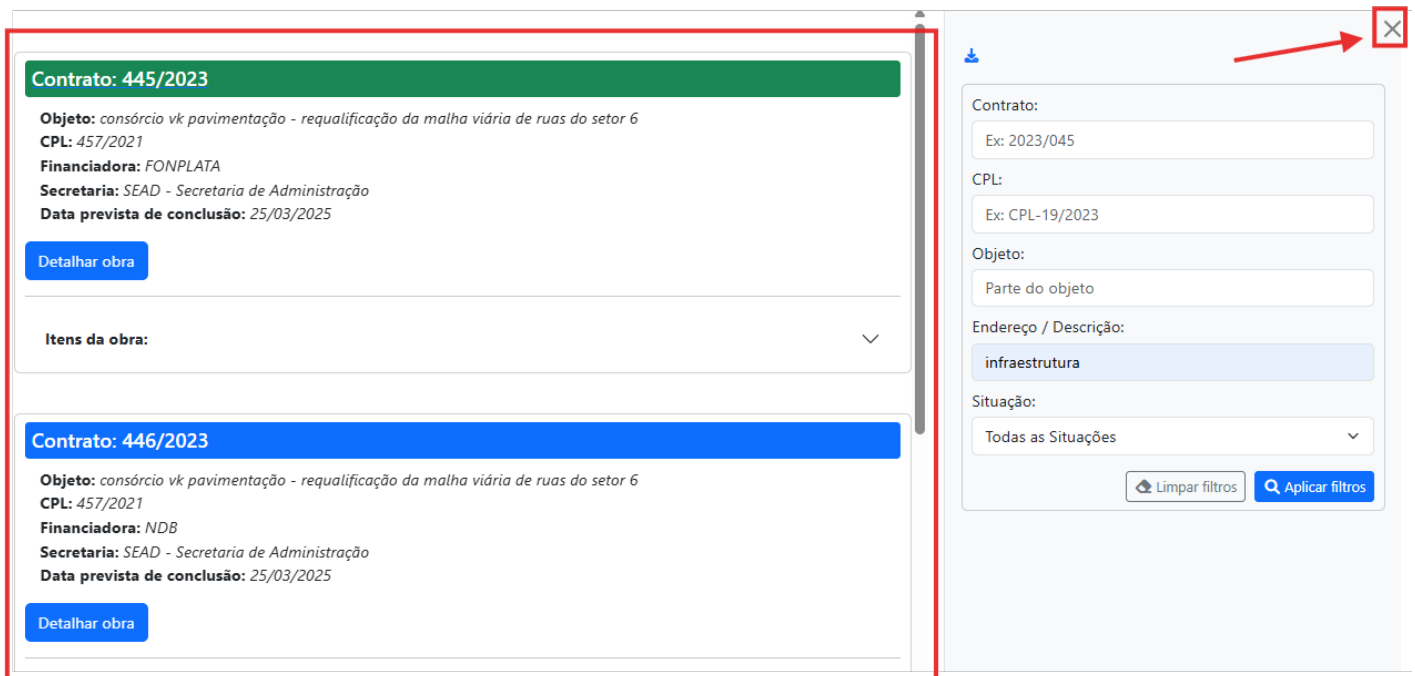 Contrato: 445/2023
Objeto: consórcio vk pavimentação - requalificação da malha viária de ruas do setor 6
CPL: 457/2021
Financiadora: FONPLATA
Secretaria: SEAD - Secretaria de Administração
Data prevista de conclusão: 25/03/2025
Detalhar obra
Itens da obra:
Contrato: 446/2023
Objeto: consórcio vk pavimentação - requalificação da malha viária de ruas do setor 6
CPL: 457/2021
Financiadora: NDB
Secretaria: SEAD - Secretaria de Administração
Data prevista de conclusão: 25/03/2025
Detalhar obra
Contrato:
Ex: 2023/045
CPL:
Ex: CPL-19/2023
Objeto:
Parte do objeto
Endereço / Descrição:
infraestrutura
Situação:
Todas as Situações
Limpar filtros
Aplicar filtros